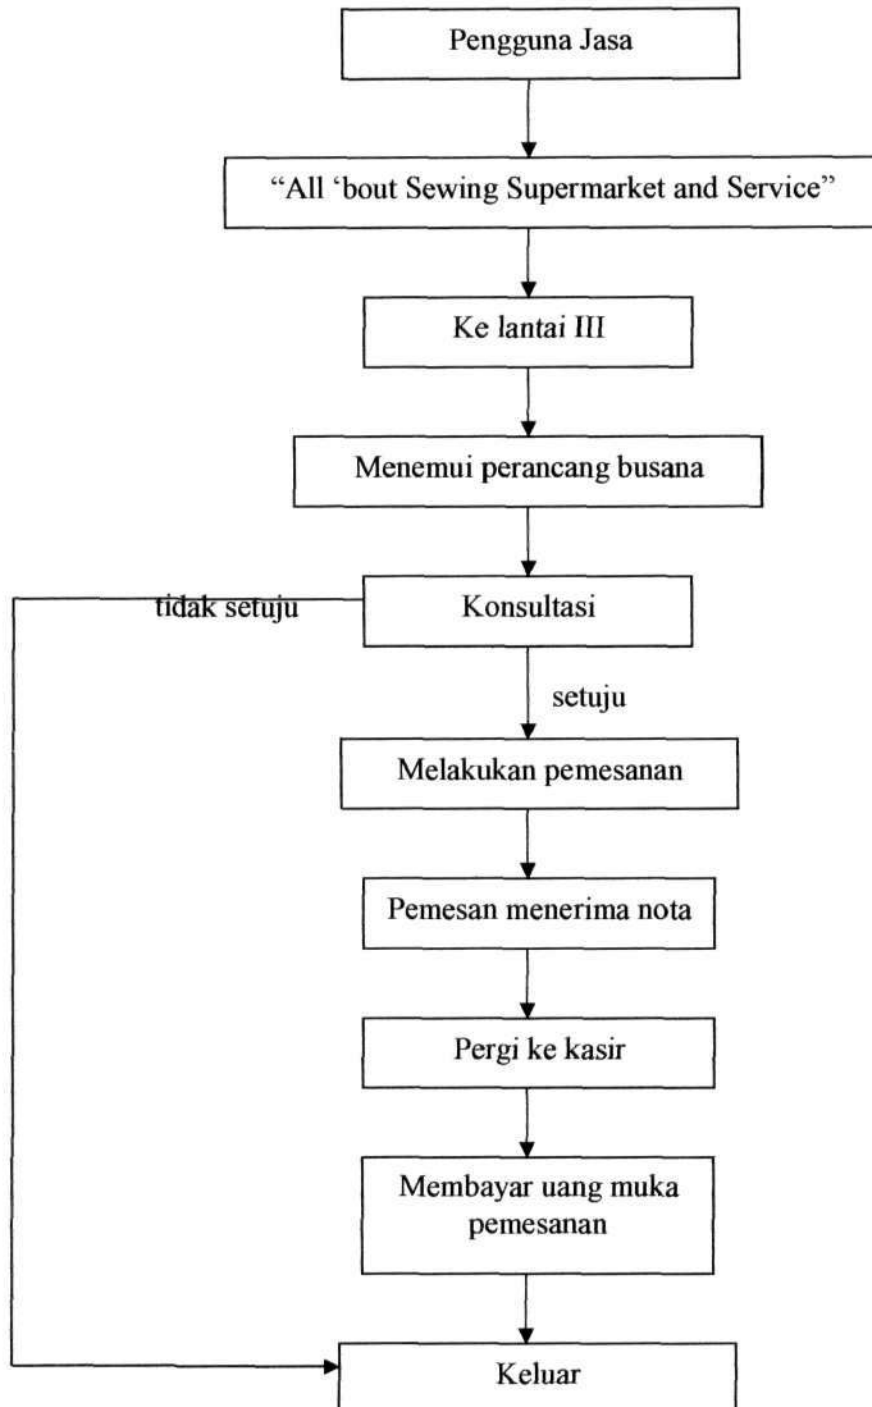 Pengguna Jasa
“All ‘bout Sewing Supermarket and Service”
Ke lantai III
Menemui perancang busana
tidak setuju
Konsultasi
setuju
Melakukan pemesanan
Pemesan menerima nota
Pergi ke kasir
Membayar uang muka
pemesanan
Keluar